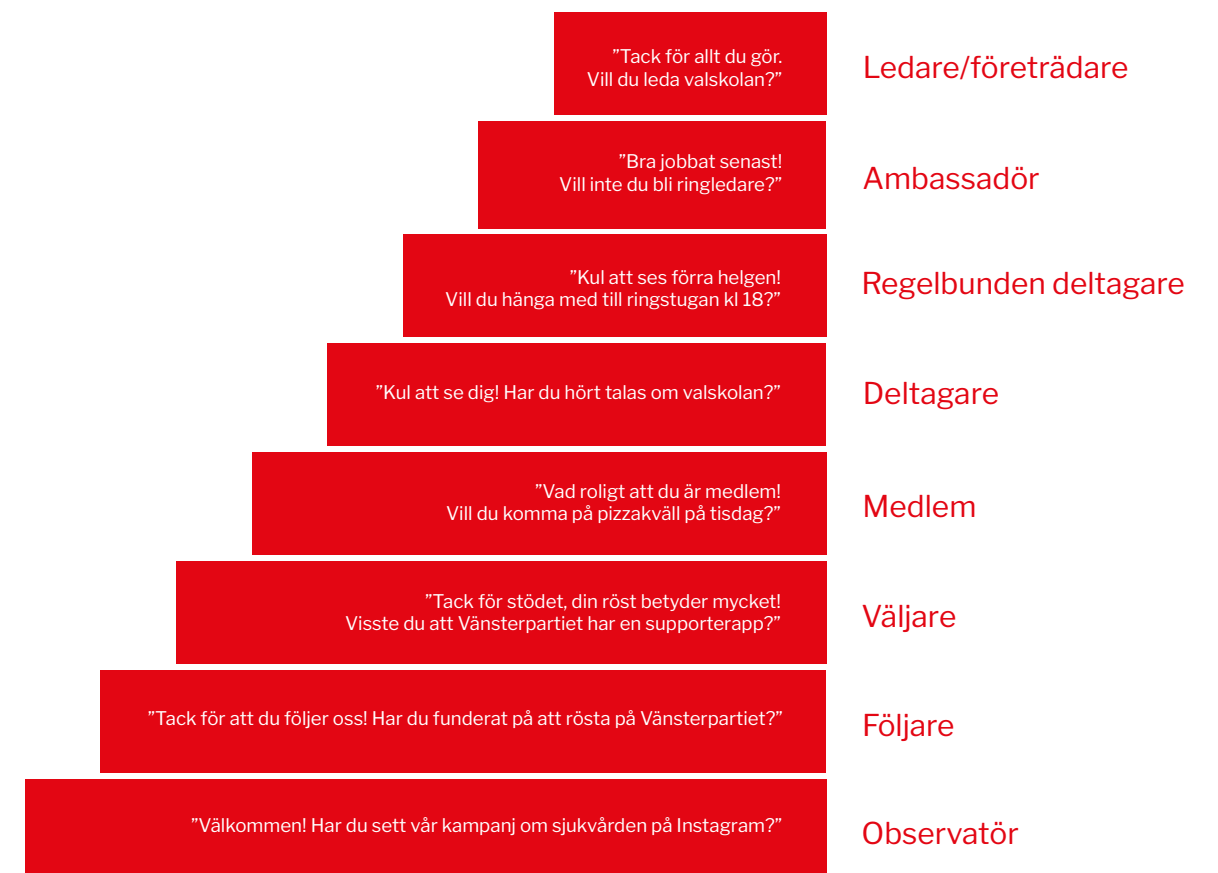 ”Tack för allt du gör.
Vill du leda valskolan?”
Ledare/företrädare
”Bra jobbat senast!
Vill inte du bli ringledare?”
Ambassadör
”Kul att ses förra helgen!
Vill du hänga med till ringstugan kl 18?”
Regelbunden deltagare
”Kul att se dig! Har du hört talas om valskolan?”
Deltagare
”Vad roligt att du är medlem!
Vill du komma på pizzakväll på tisdag?”
Medlem
”Tack för stödet, din röst betyder mycket!
Visste du att Vänsterpartiet har en supporterapp?”
Väljare
”Tack för att du följer oss! Har du funderat på att rösta på Vänsterpartiet?”
Följare
”Välkommen! Har du sett vår kampanj om sjukvården på Instagram?”
Observatör